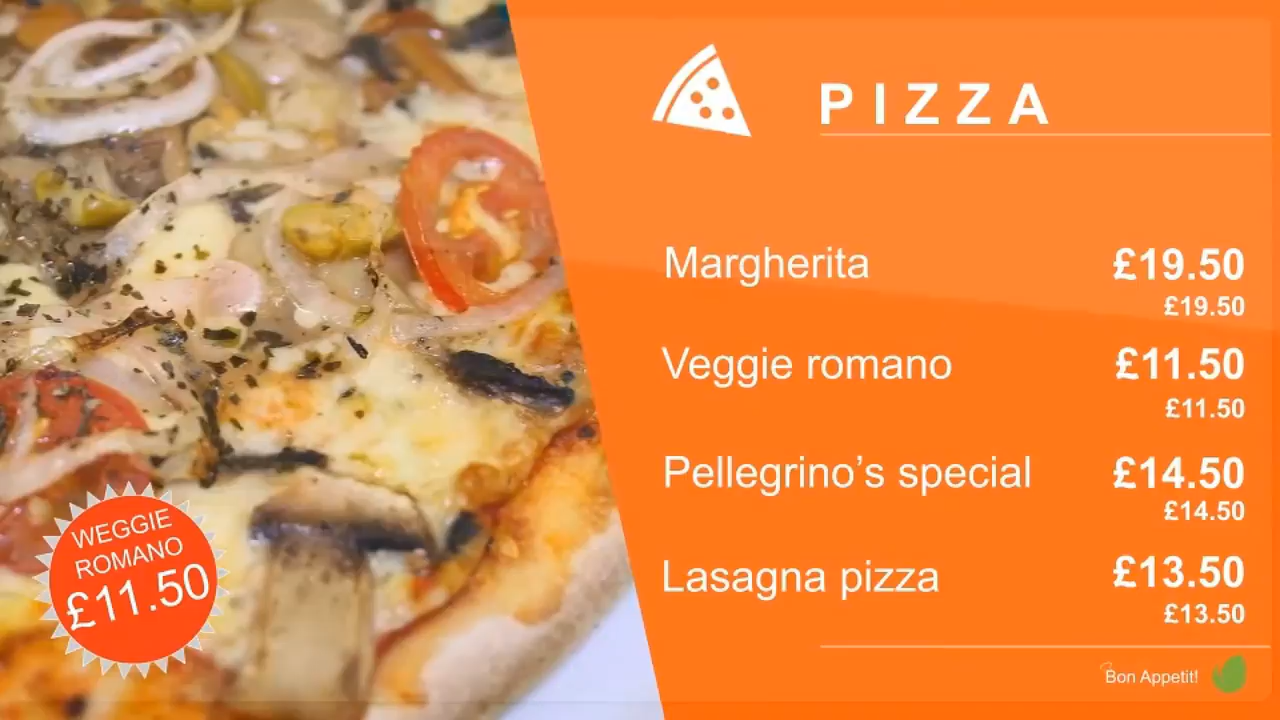 PIZZA
Margherita £19.50
£19.50
Veggie romano £11.50
£11.50
Pellegrino’s special £14.50
£14.50
Lasagna pizza £13.50
£13.50
WEGGIE
ROMANO
£11.50
Bon Appetit!